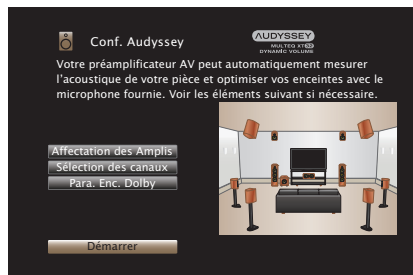 Conf. Audyssey
AUDYSSEY
MULTEQ XT32
DYNAMIC VOLUME
Votre préamplificateur AV peut automatiquement mesurer
l'acoustique de votre pièce et optimiser vos enceintes avec le
microphone fournie. Voir les éléments suivant si nécessaire.
Affectation des Amplis
Sélection des canaux
Para. Enc. Dolby
Démarrer